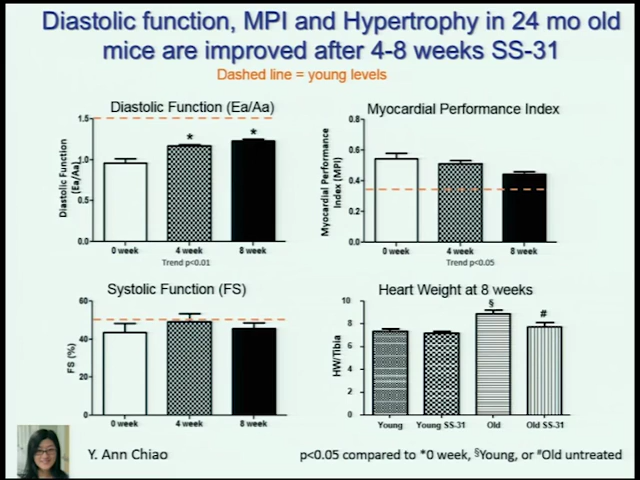 Diastolic function, MPI and Hypertrophy in 24 mo old
mice are improved after 4-8 weeks SS-31
Dashed line = young levels
Diastolic Function (Ea/Aa)
Diastolic Function
(Ea/Aa)
1.5
1.0
0.5
0.0
*
*
0 week
4 week
8 week
Trend p<0.01
Myocardial Performance Index
Myocardial Performance
Index (MPI)
0.8
0.6
0.4
0.2
0.0
0 week
4 week
8 week
Trend p<0.05
Systolic Function (FS)
FS (%)
60
40
20
0
0 week
4 week
8 week
Heart Weight at 8 weeks
HW/Tibia
10
8
6
4
2
0
§
#
Young
Young SS-31
Old
Old SS-31
Y. Ann Chiao
p<0.05 compared to *0 week, §Young, or #Old untreated